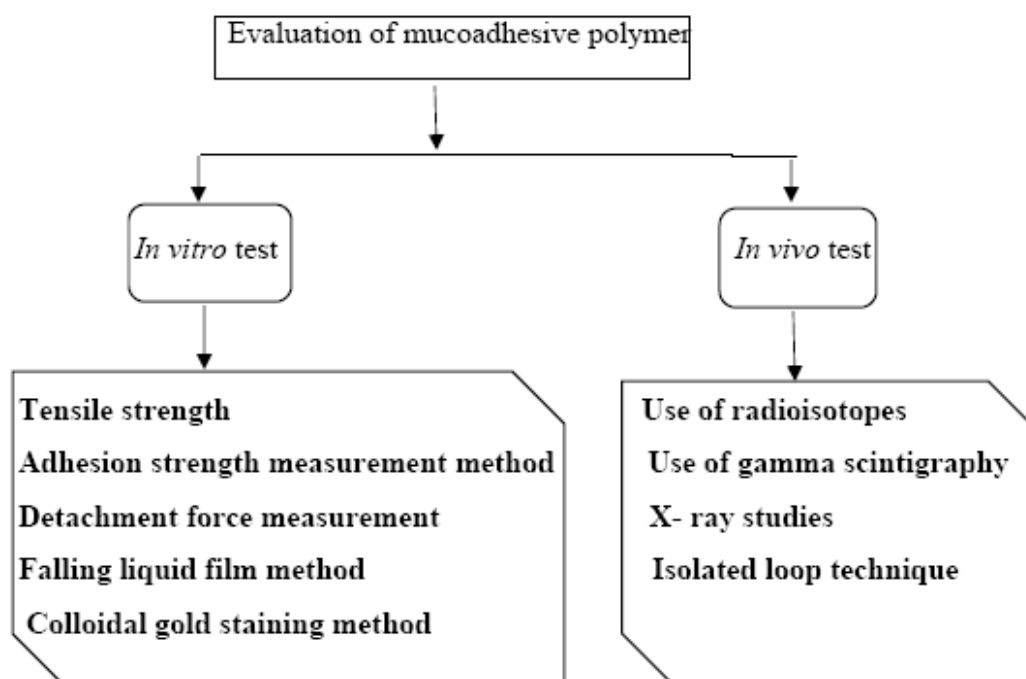 Evaluation of mucoadhesive polymer
In vitro test
In vivo test
Tensile strength
Adhesion strength measurement method
Detachment force measurement
Falling liquid film method
Colloidal gold staining method
Use of radioisotopes
Use of gamma scintigraphy
X- ray studies
Isolated loop technique